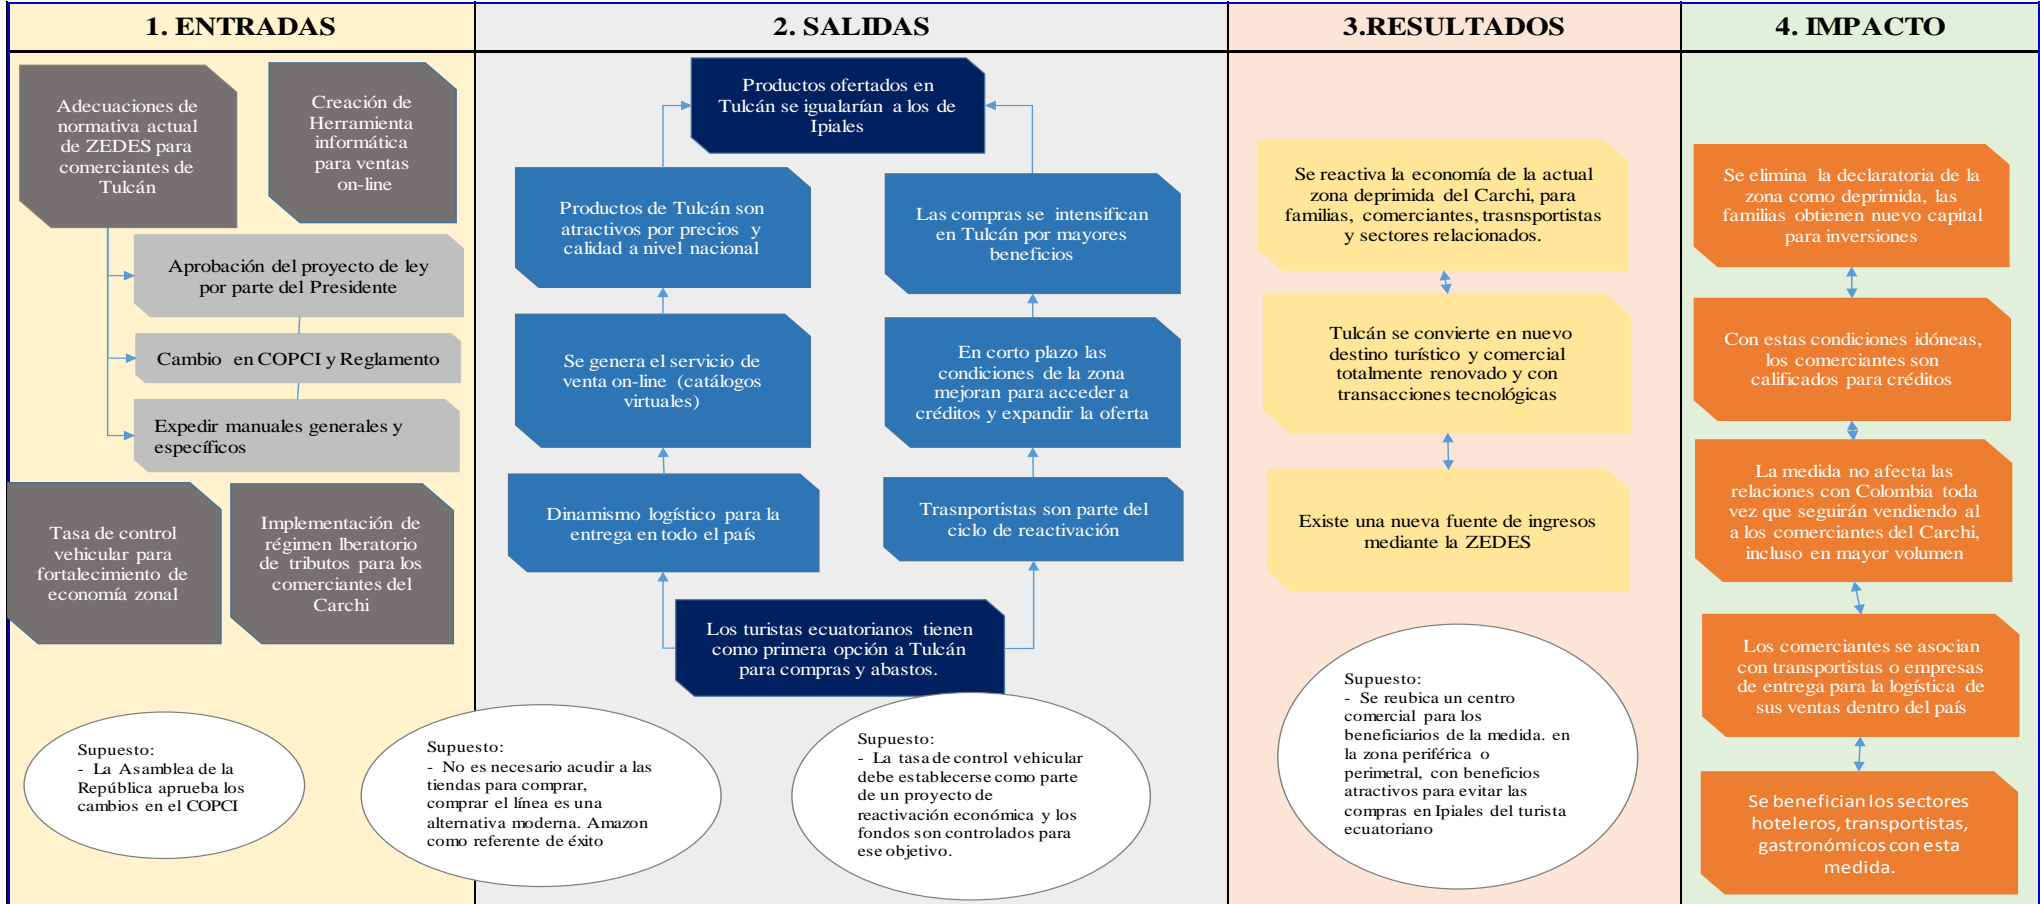 1. ENTRADAS
2. SALIDAS
3.RESULTADOS
4. IMPACTO
Adecuaciones de
normativa actual
de ZEDES para
comerciantes de
Tulcán
Creación de
Herramienta
informática
para ventas
on-line
Aprobación del proyecto de ley
por parte del Presidente
Cambio en COPCI y Reglamento
Expedir manuales generales y
específicos
Tasa de control
vehicular para
fortalecimiento de
economía zonal
Implementación de
régimen lberatorio
de tributos para los
comerciantes del
Carchi
Supuesto:
- La Asamblea de la
República aprueba los
cambios en el COPCI
Productos ofertados en
Tulcán se igualarían a los de
Ipiales
Productos de Tulcán son
atractivos por precios y
calidad a nivel nacional
Las compras se intensifican
en Tulcán por mayores
beneficios
Se genera el servicio de
venta on-line (catálogos
virtuales)
En corto plazo las
condiciones de la zona
mejoran para acceder a
créditos y expandir la oferta
Dinamismo logístico para la
entrega en todo el país
Trasnportistas son parte del
ciclo de reactivación
Los turistas ecuatorianos tienen
como primera opción a Tulcán
para compras y abastos.
Supuesto:
- No es necesario acudir a las
tiendas para comprar,
comprar el línea es una
alternativa moderna. Amazon
como referente de éxito
Supuesto:
- La tasa de control vehicular
debe establecerse como parte
de un proyecto de
reactivación económica y los
fondos son controlados para
ese objetivo.
Se reactiva la economía de la actual
zona deprimida del Carchi, para
familias, comerciantes, trasnsportistas
y sectores relacionados.
Tulcán se convierte en nuevo
destino turístico y comercial
totalmente renovado y con
transacciones tecnológicas
Existe una nueva fuente de ingresos
mediante la ZEDES
Supuesto:
- Se reubica un centro
comercial para los
beneficiarios de la medida. en
la zona periférica o
perimetral, con beneficios
atractivos para evitar las
compras en Ipiales del turista
ecuatoriano
Se elimina la declaratoria de la
zona como deprimida, las
familias obtienen nuevo capital
para inversiones
Con estas condiciones idóneas,
los comerciantes son
calificados para créditos
La medida no afecta las
relaciones con Colombia toda
vez que seguirán vendiendo al
a los comerciantes del Carchi,
incluso en mayor volumen
Los comerciantes se asocian
con transportistas o empresas
de entrega para la logística de
sus ventas dentro del país
Se benefician los sectores
hoteleros, transportistas,
gastronómicos con esta
medida.